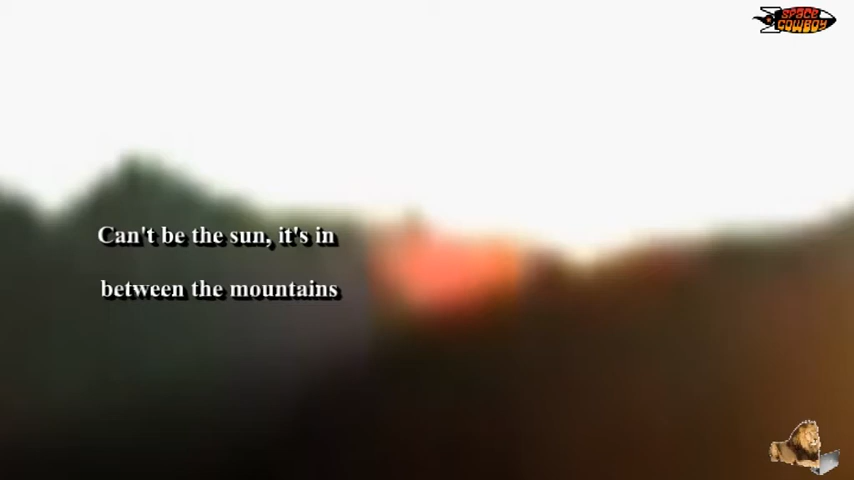 SPACE
COWBOY
Can't be the sun, it's in
between the mountains